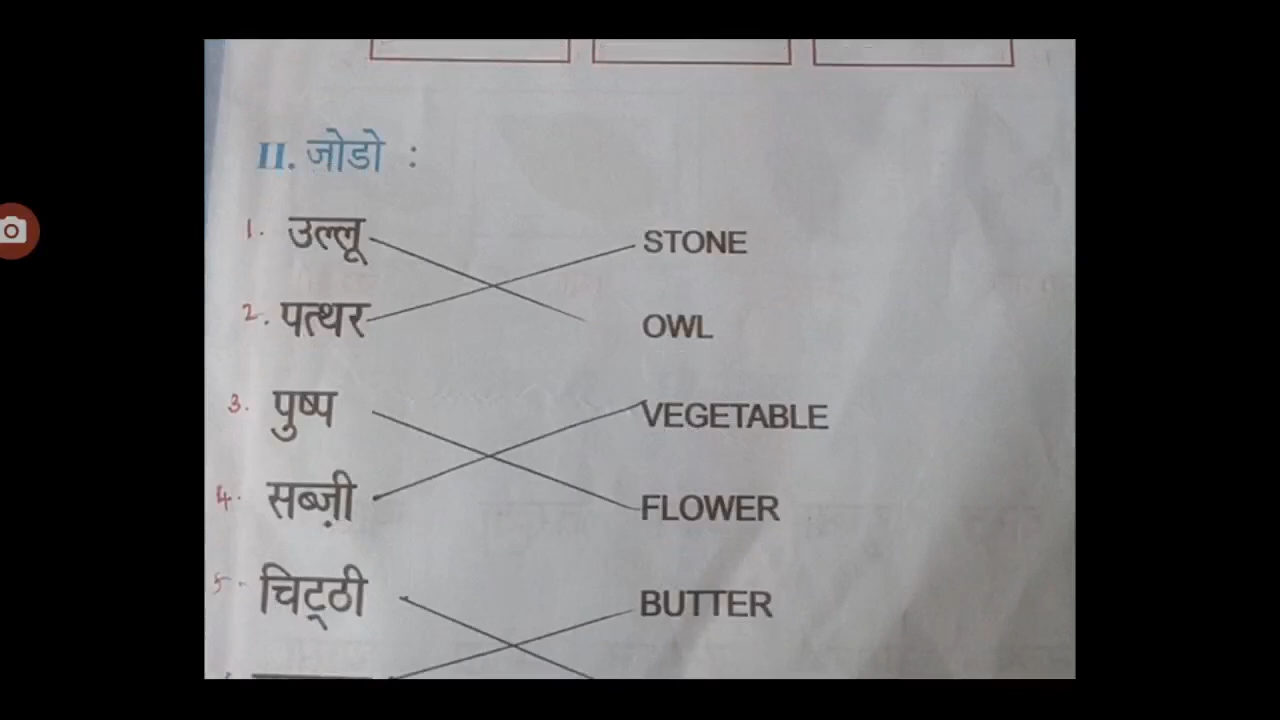 II. जोडो :
1. उल्लू STONE
2. पत्थर OWL
3. पुष्प VEGETABLE
4. सब्ज़ी FLOWER
5. चिट्ठी BUTTER